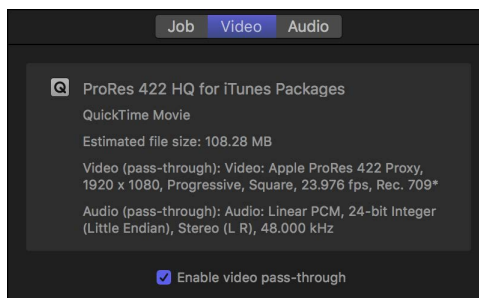 Job Video Audio
Q ProRes 422 HQ for iTunes Packages
QuickTime Movie
Estimated file size: 108.28 MB
Video (pass-through): Video: Apple ProRes 422 Proxy,
1920 x 1080, Progressive, Square, 23.976 fps, Rec. 709*
Audio (pass-through): Audio: Linear PCM, 24-bit Integer
(Little Endian), Stereo (L R), 48.000 kHz
Enable video pass-through